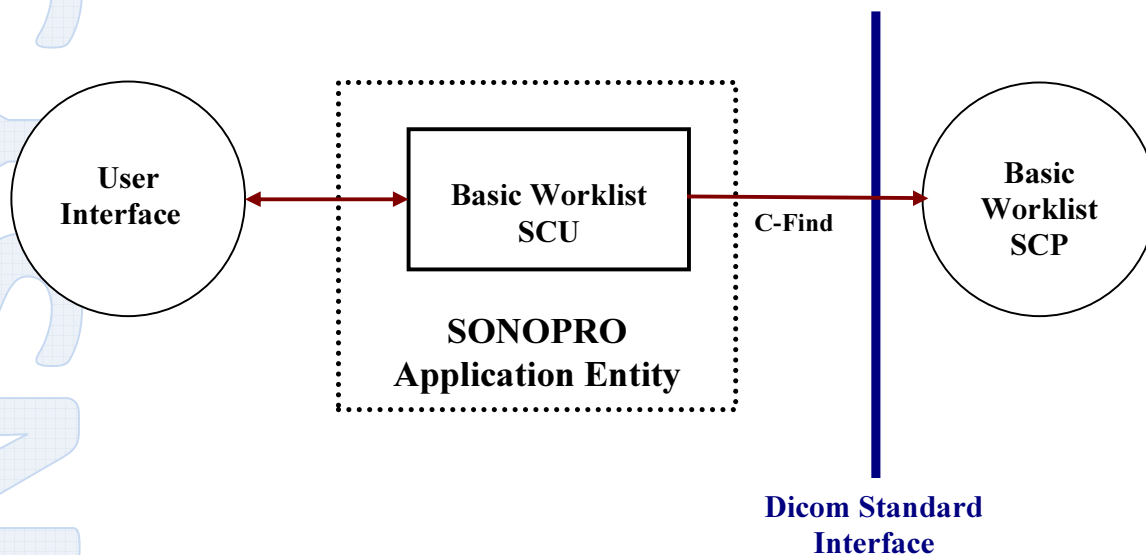 User
Interface
Basic Worklist
SCU
C-Find
Basic
Worklist
SCP
SONOPRO
Application Entity
Dicom Standard
Interface